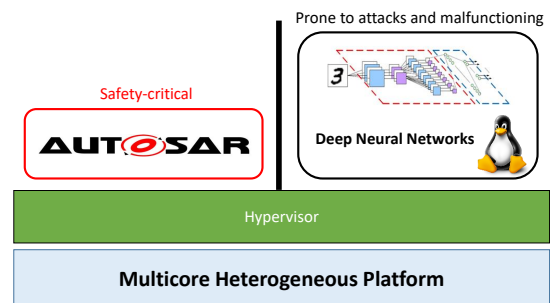 Prone to attacks and malfunctioning
Safety-critical
AUTOSAR
3
Deep Neural Networks
Hypervisor
Multicore Heterogeneous Platform